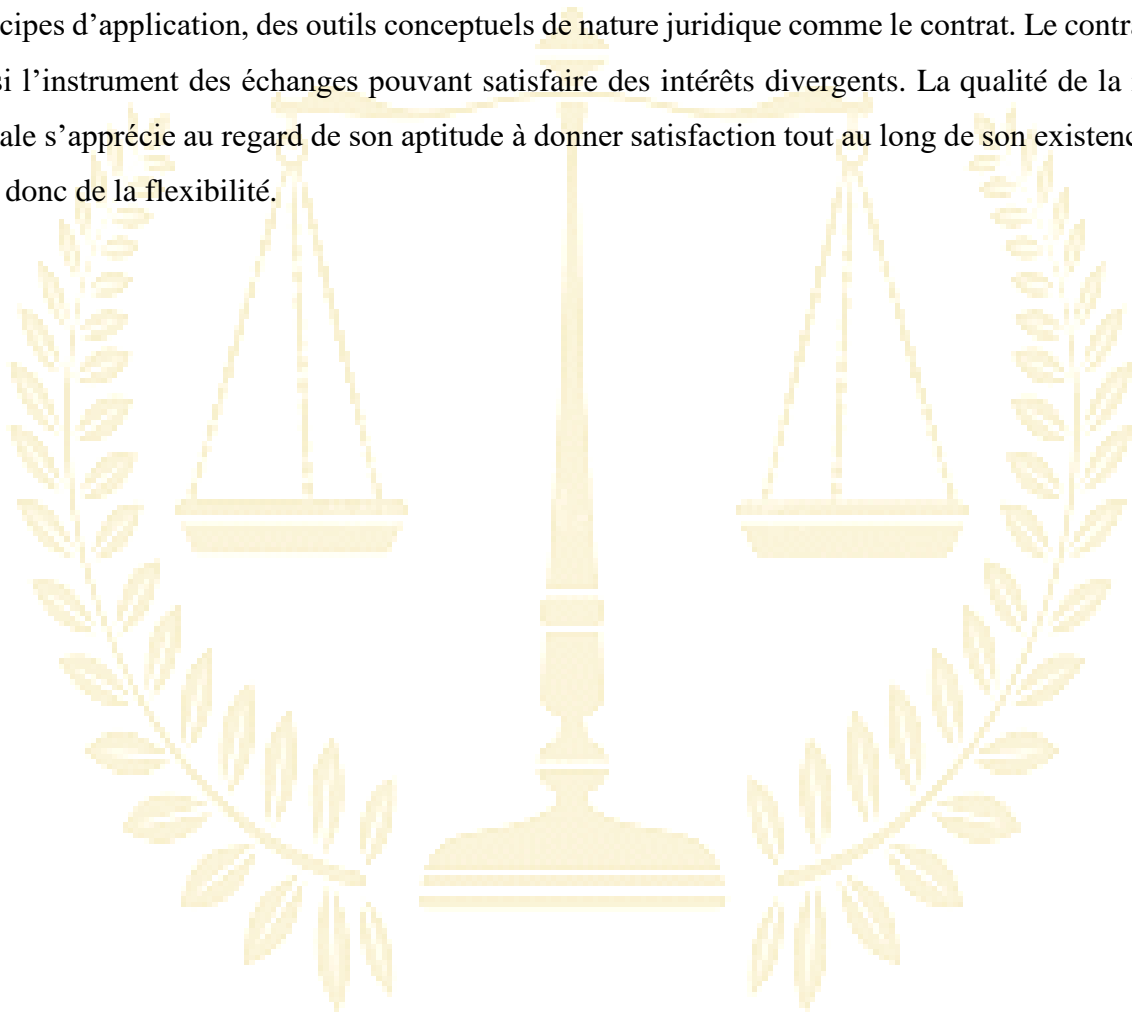 cipes d’application, des outils conceptuels de nature juridique comme le contrat. Le contra
si l’instrument des échanges pouvant satisfaire des intérêts divergents. La qualité de la
ale s’apprécie au regard de son aptitude à donner satisfaction tout au long de son existenc
donc de la flexibilité.